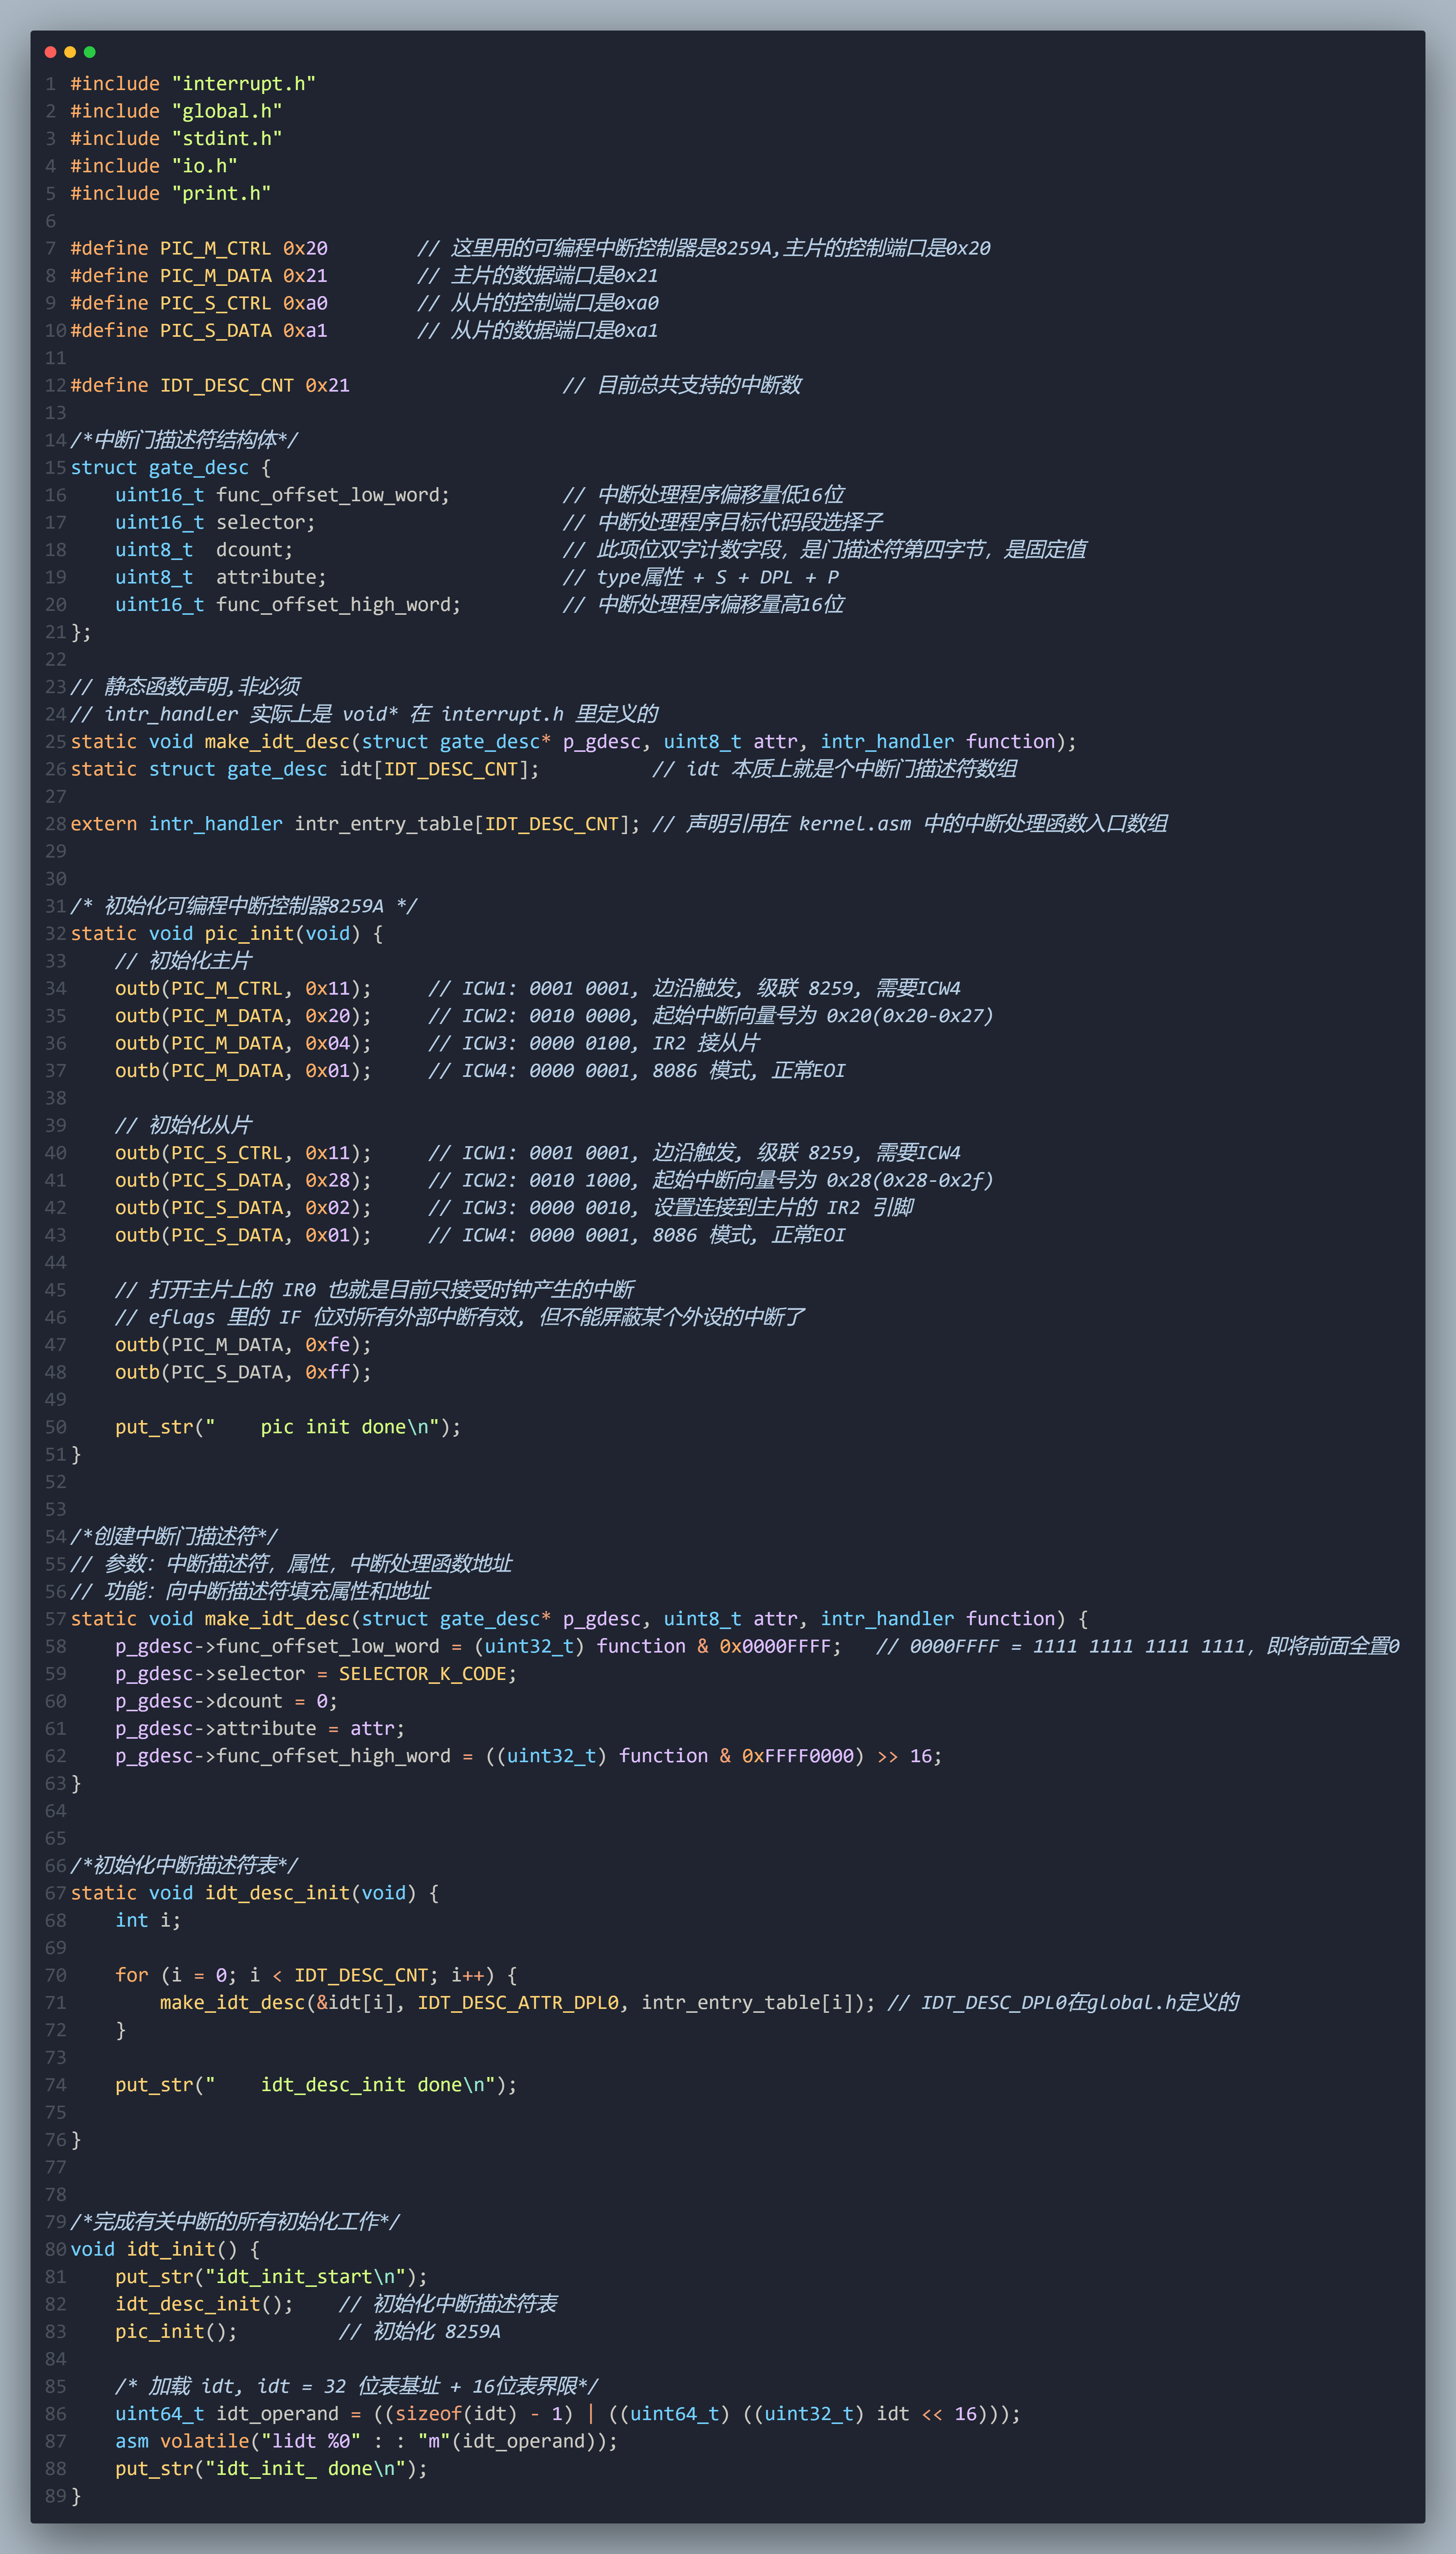 1 #include "interrupt.h"
2 #include "global.h"
3 #include "stdint.h"
4 #include "io.h"
5 #include "print.h"
6
7 #define PIC_M_CTRL 0x20        // 这里用的可编程中断控制器是8259A,主片的控制端口是0x20
8 #define PIC_M_DATA 0x21        // 主片的数据端口是0x21
9 #define PIC_S_CTRL 0xa0        // 从片的控制端口是0xa0
10 #define PIC_S_DATA 0xa1        // 从片的数据端口是0xa1
11
12 #define IDT_DESC_CNT 0x21                   // 目前总共支持的中断数
13
14 /*中断门描述符结构体*/
15 struct gate_desc {
16     uint16_t func_offset_low_word;          // 中断处理程序偏移量低16位
17     uint16_t selector;                      // 中断处理程序目标代码段选择子
18     uint8_t  dcount;                        // 此项位双字计数字段，是门描述符第四字节，是固定值
19     uint8_t  attribute;                     // type属性 + S + DPL + P
20     uint16_t func_offset_high_word;         // 中断处理程序偏移量高16位
21 };
22
23 // 静态函数声明,非必须
24 // intr_handler 实际上是 void* 在 interrupt.h 里定义的
25 static void make_idt_desc(struct gate_desc* p_gdesc, uint8_t attr, intr_handler function);
26 static struct gate_desc idt[IDT_DESC_CNT];          // idt 本质上就是个中断门描述符数组
27
28 extern intr_handler intr_entry_table[IDT_DESC_CNT]; // 声明引用在 kernel.asm 中的中断处理函数入口数组
29
30
31 /* 初始化可编程中断控制器8259A */
32 static void pic_init(void) {
33     // 初始化主片
34     outb(PIC_M_CTRL, 0x11);     // ICW1: 0001 0001, 边沿触发, 级联 8259, 需要ICW4
35     outb(PIC_M_DATA, 0x20);     // ICW2: 0010 0000, 起始中断向量号为 0x20(0x20-0x27)
36     outb(PIC_M_DATA, 0x04);     // ICW3: 0000 0100, IR2 接从片
37     outb(PIC_M_DATA, 0x01);     // ICW4: 0000 0001, 8086 模式, 正常EOI
38
39     // 初始化从片
40     outb(PIC_S_CTRL, 0x11);     // ICW1: 0001 0001, 边沿触发, 级联 8259, 需要ICW4
41     outb(PIC_S_DATA, 0x28);     // ICW2: 0010 1000, 起始中断向量号为 0x28(0x28-0x2f)
42     outb(PIC_S_DATA, 0x02);     // ICW3: 0000 0010, 设置连接到主片的 IR2 引脚
43     outb(PIC_S_DATA, 0x01);     // ICW4: 0000 0001, 8086 模式, 正常EOI
44
45     // 打开主片上的 IR0 也就是目前只接受时钟产生的中断
46     // eflags 里的 IF 位对所有外部中断有效, 但不能屏蔽某个外设的中断了
47     outb(PIC_M_DATA, 0xfe);
48     outb(PIC_S_DATA, 0xff);
49
50     put_str("    pic init done\n");
51 }
52
53
54 /*创建中断门描述符*/
55 // 参数：中断描述符，属性，中断处理函数地址
56 // 功能：向中断描述符填充属性和地址
57 static void make_idt_desc(struct gate_desc* p_gdesc, uint8_t attr, intr_handler function) {
58     p_gdesc->func_offset_low_word = (uint32_t) function & 0x0000FFFF;   // 0000FFFF = 1111 1111 1111 1111，即将前面全置0
59     p_gdesc->selector = SELECTOR_K_CODE;
60     p_gdesc->dcount = 0;
61     p_gdesc->attribute = attr;
62     p_gdesc->func_offset_high_word = ((uint32_t) function & 0xFFFF0000) >> 16;
63 }
64
65
66 /*初始化中断描述符表*/
67 static void idt_desc_init(void) {
68     int i;
69
70     for (i = 0; i < IDT_DESC_CNT; i++) {
71         make_idt_desc(&idt[i], IDT_DESC_ATTR_DPL0, intr_entry_table[i]); // IDT_DESC_DPL0在global.h定义的
72     }
73
74     put_str("    idt_desc_init done\n");
75
76 }
77
78
79 /*完成有关中断的所有初始化工作*/
80 void idt_init() {
81     put_str("idt_init_start\n");
82     idt_desc_init();    // 初始化中断描述符表
83     pic_init();         // 初始化 8259A
84
85     /* 加载 idt, idt = 32 位表基址 + 16位表界限*/
86     uint64_t idt_operand = ((sizeof(idt) - 1) | ((uint64_t) ((uint32_t) idt << 16)));
87     asm volatile("lidt %0" : : "m"(idt_operand));
88     put_str("idt_init_ done\n");
89 }